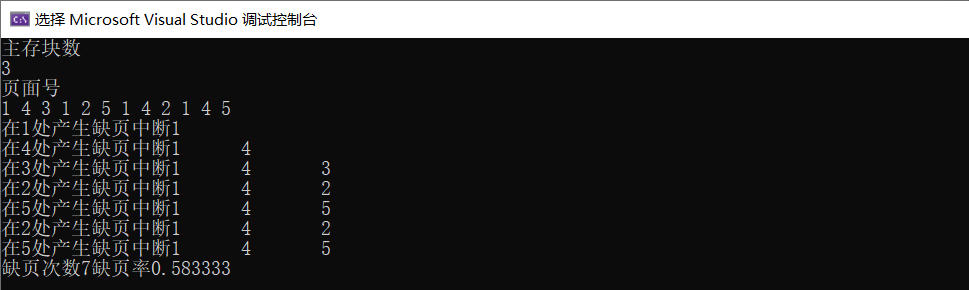 选择 Microsoft Visual Studio 调试控制台
主存块数
3
页面号
1 4 3 1 2 5 1 4 2 1 4 5
在1处产生缺页中断1
在4处产生缺页中断1 4
在3处产生缺页中断1 4 3
在2处产生缺页中断1 4 2
在5处产生缺页中断1 4 5
在2处产生缺页中断1 4 2
在5处产生缺页中断1 4 5
缺页次数7缺页率0.583333